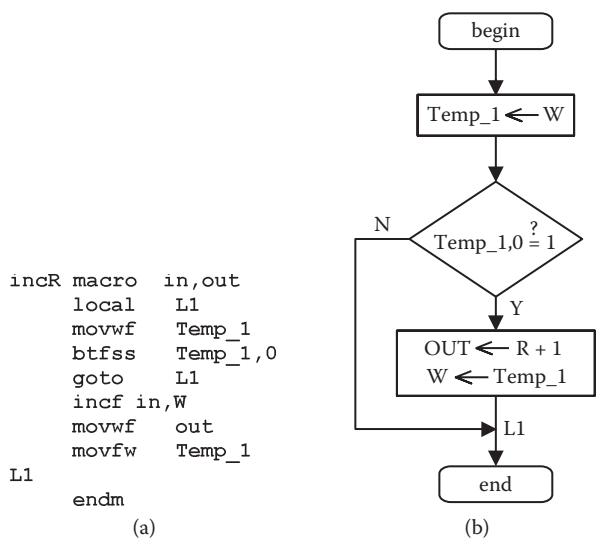 incR macro in,out
local L1
movwf Temp_1
btfss Temp_1,0
goto L1
incf in,W
movwf out
movfw Temp_1
L1
endm
(a)
begin
Temp_1 ← W
Temp_1,0 ≟ 1
N
Y
OUT ← R + 1
W ← Temp_1
L1
end
(b)